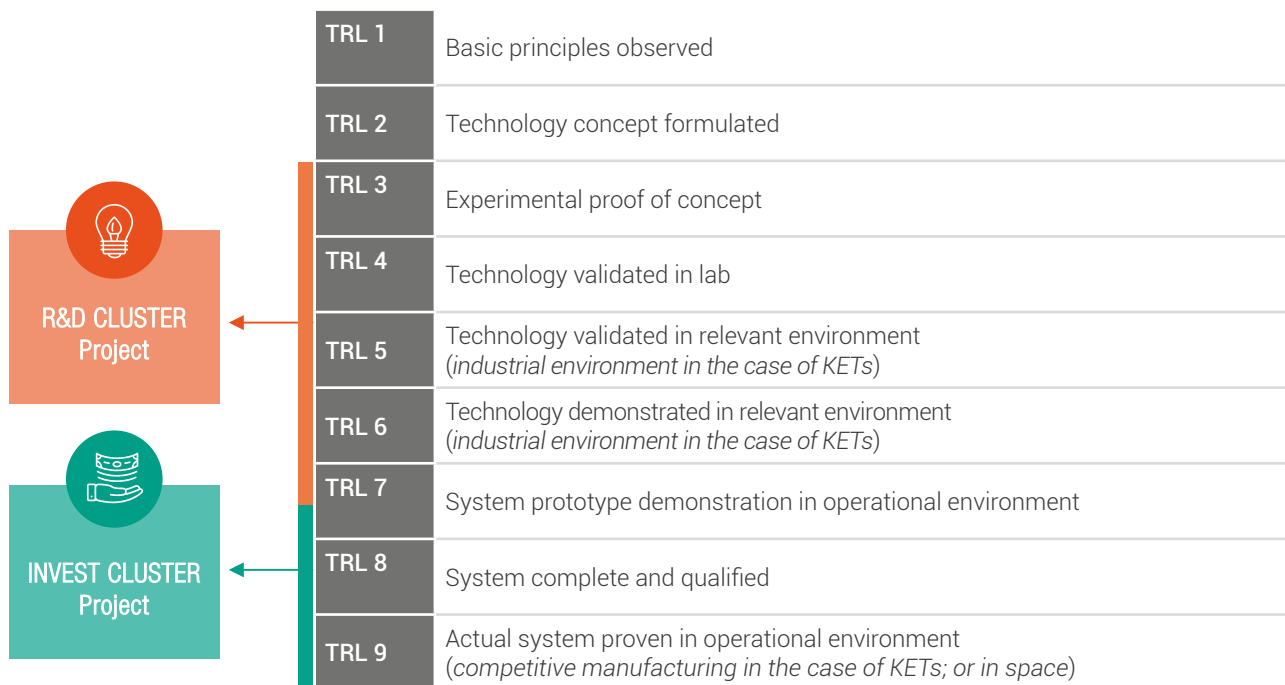 TRL 1
Basic principles observed
TRL 2
Technology concept formulated
TRL 3
Experimental proof of concept
TRL 4
Technology validated in lab
TRL 5
Technology validated in relevant environment
(industrial environment in the case of KETs)
TRL 6
Technology demonstrated in relevant environment
(industrial environment in the case of KETs)
TRL 7
System prototype demonstration in operational environment
TRL 8
System complete and qualified
TRL 9
Actual system proven in operational environment
(competitive manufacturing in the case of KETs; or in space)
R&D CLUSTER
Project
INVEST CLUSTER
Project